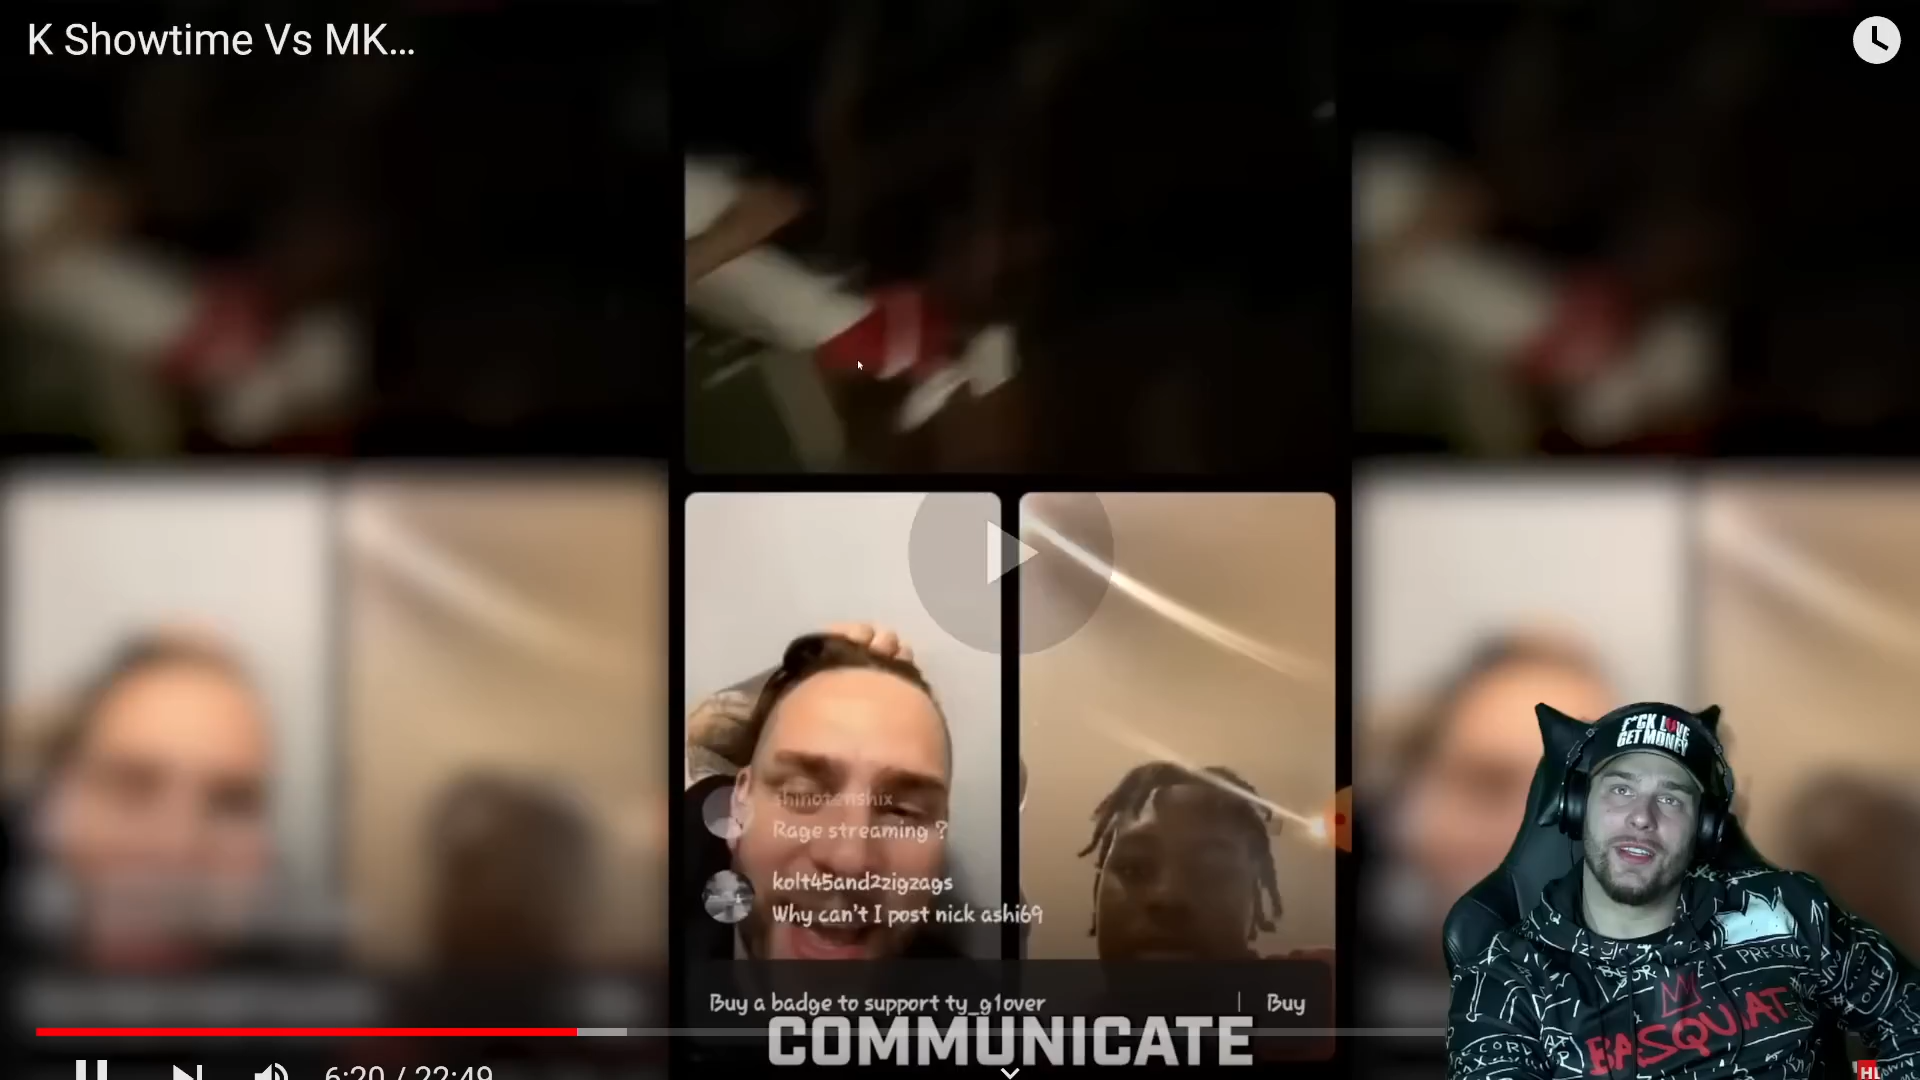 K Showtime Vs MK...
F*CK LOVE
GET MONEY
shinotenshix
Rage streaming ?
kolt45and2zigzags
Why can't I post nick ashi69
Buy a badge to support ty_g1over
Buy
COMMUNICATE
6:20 / 22:49